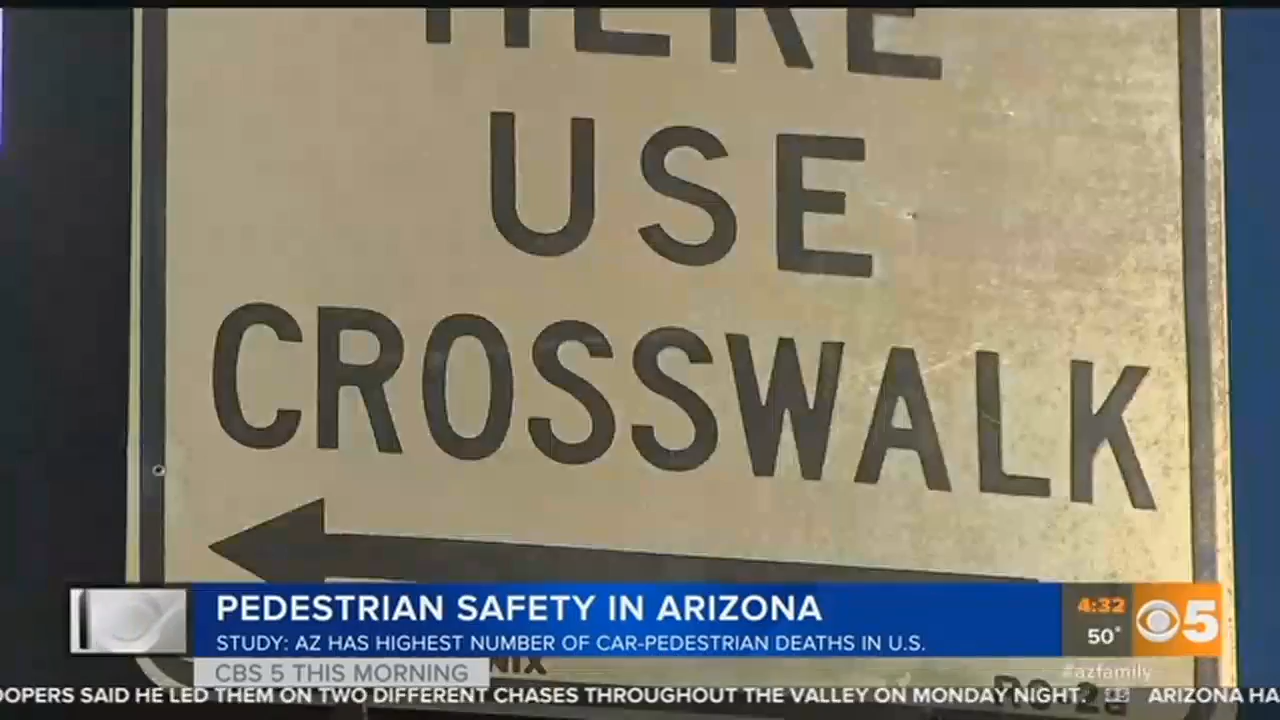 HERE
USE
CROSSWALK
PEDESTRIAN SAFETY IN ARIZONA
STUDY: AZ HAS HIGHEST NUMBER OF CAR-PEDESTRIAN DEATHS IN U.S.
4:32
50°
5
CBS 5 THIS MORNING
#azfamily
OOPERS SAID HE LED THEM ON TWO DIFFERENT CHASES THROUGHOUT THE VALLEY ON MONDAY NIGHT. ARIZONA HA